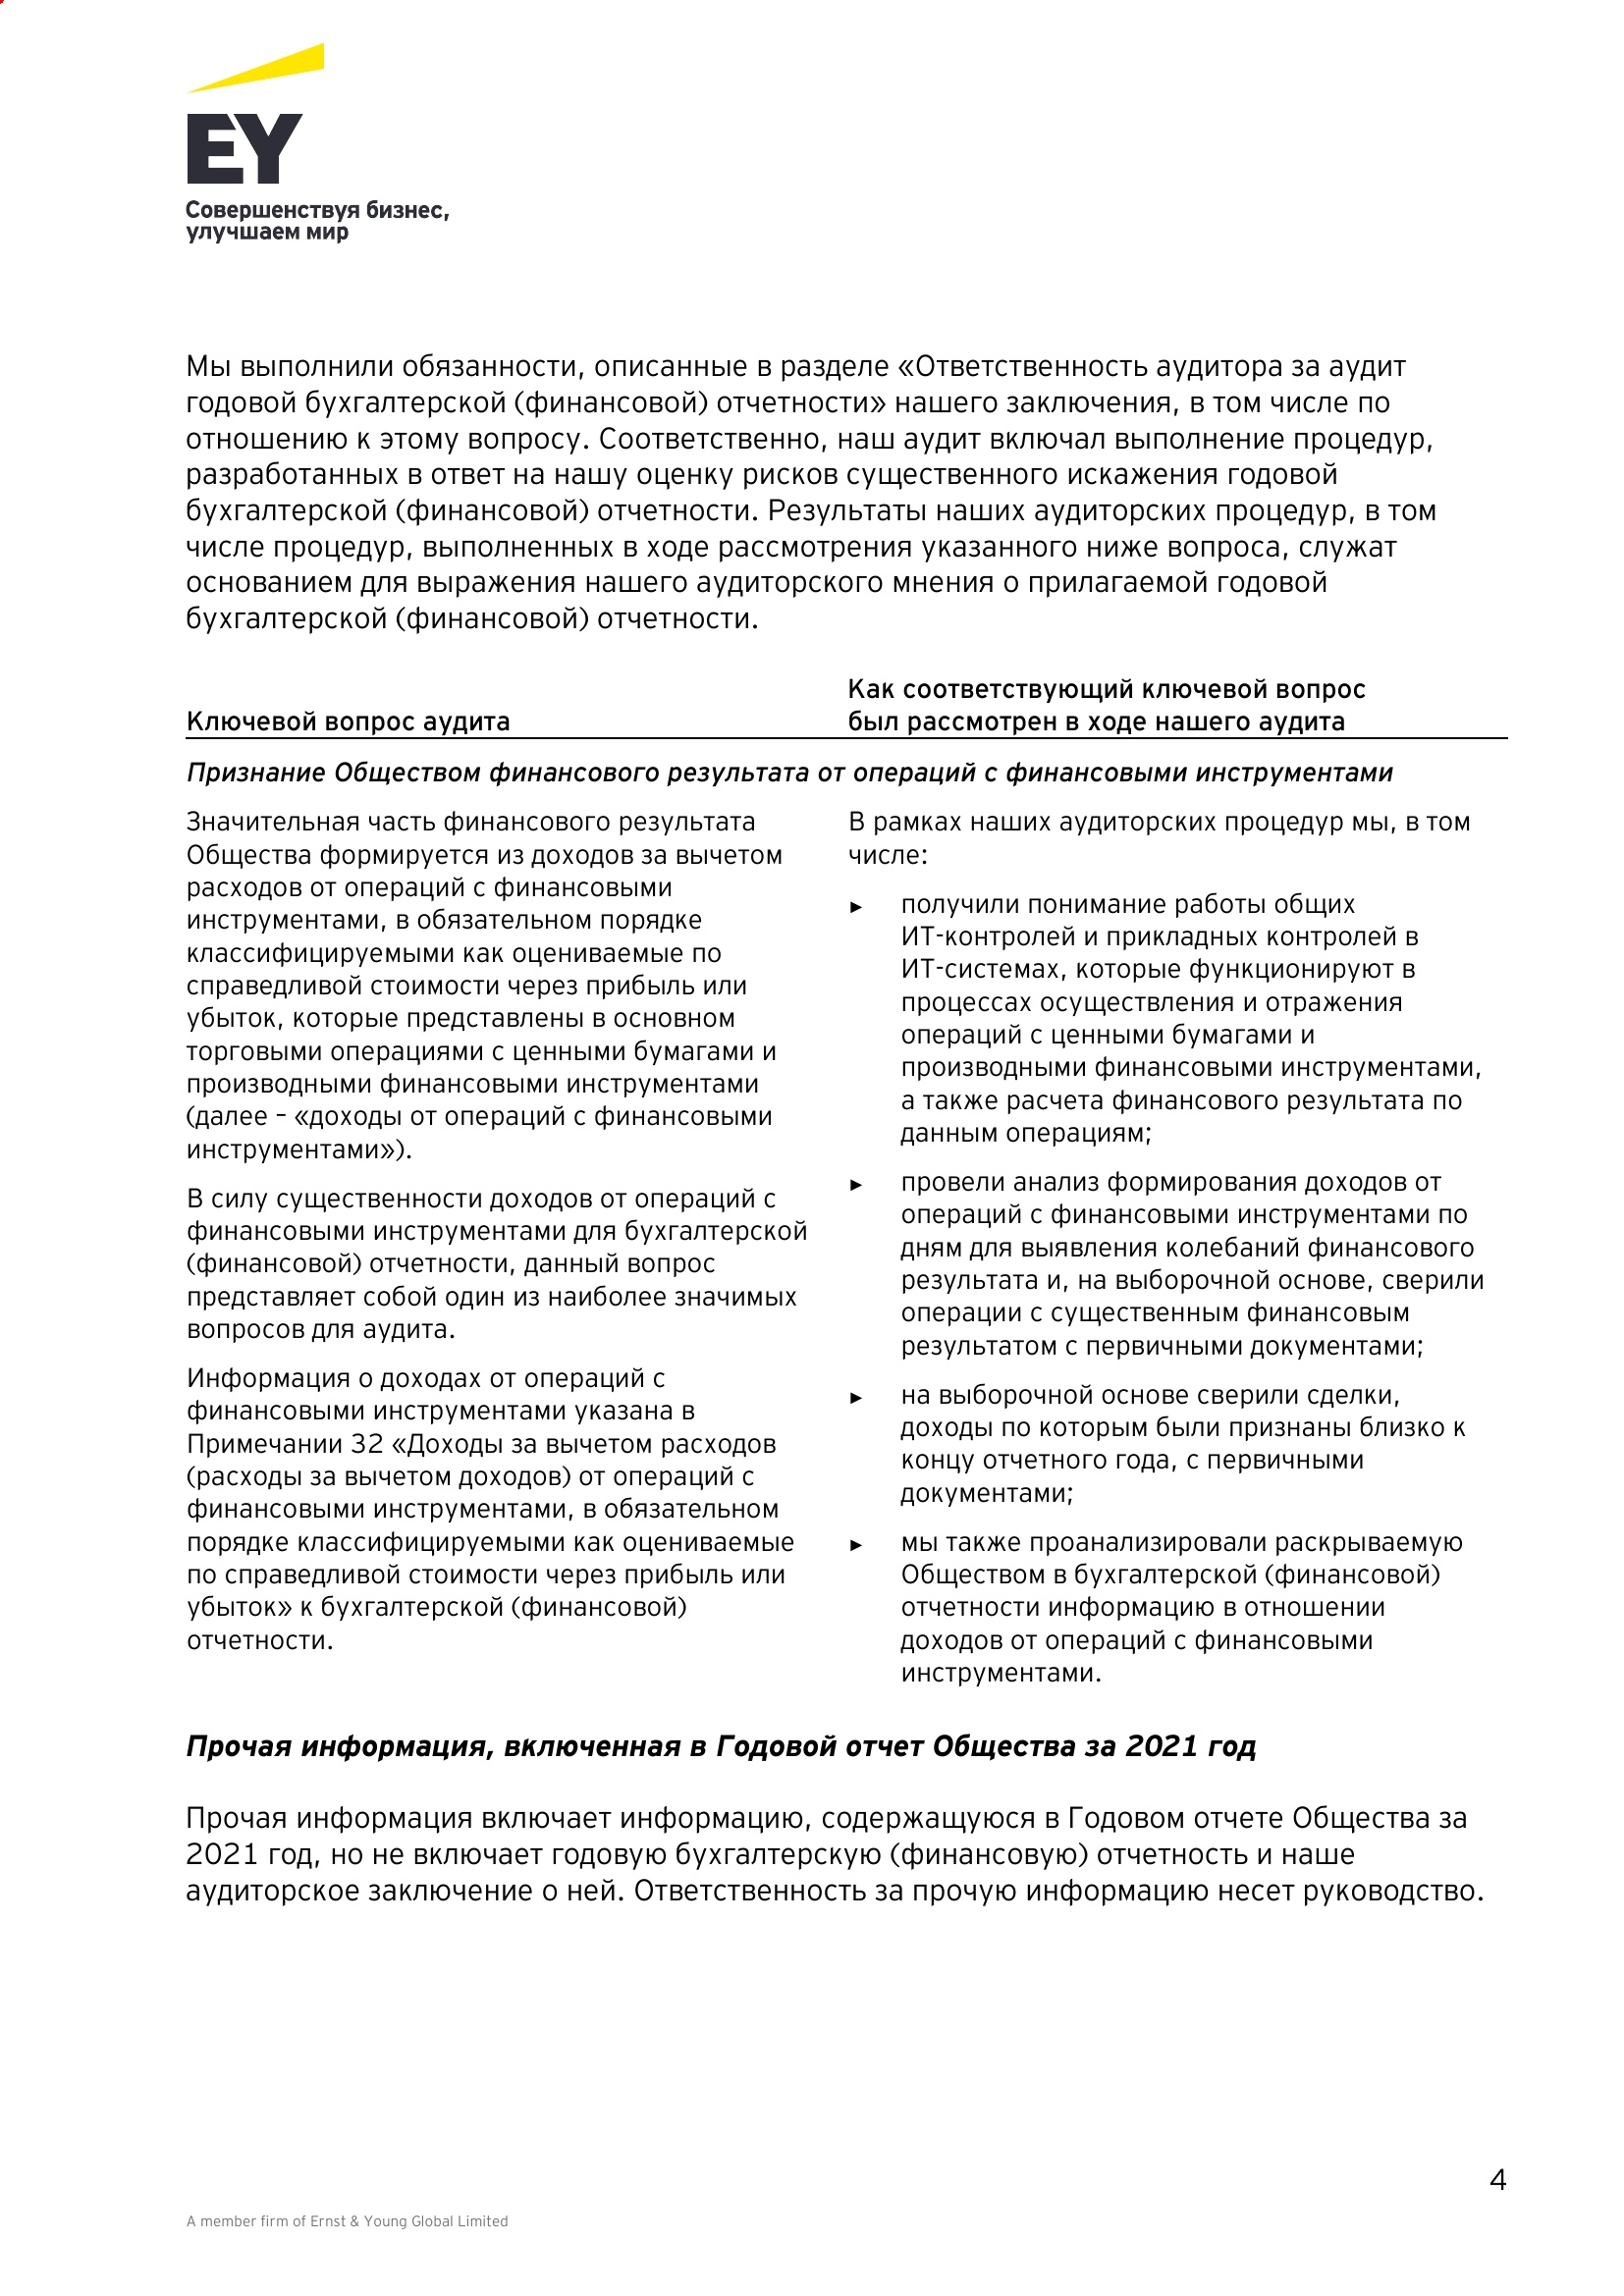 EY
Совершенствуя бизнес,
улучшаем мир
Мы выполнили обязанности, описанные в разделе «Ответственность аудитора за аудит
годовой бухгалтерской (финансовой) отчетности» нашего заключения, в том числе по
отношению к этому вопросу. Соответственно, наш аудит включал выполнение процедур,
разработанных в ответ на нашу оценку рисков существенного искажения годовой
бухгалтерской (финансовой) отчетности. Результаты наших аудиторских процедур, в том
числе процедур, выполненных в ходе рассмотрения указанного ниже вопроса, служат
основанием для выражения нашего аудиторского мнения о прилагаемой годовой
бухгалтерской (финансовой) отчетности.
Ключевой вопрос аудита
Как соответствующий ключевой вопрос
был рассмотрен в ходе нашего аудита
Признание Обществом финансового результата от операций с финансовыми инструментами
Значительная часть финансового результата
Общества формируется из доходов за вычетом
расходов от операций с финансовыми
инструментами, в обязательном порядке
классифицируемыми как оцениваемые по
справедливой стоимости через прибыль или
убыток, которые представлены в основном
торговыми операциями с ценными бумагами и
производными финансовыми инструментами
(далее – «доходы от операций с финансовыми
инструментами»).
В силу существенности доходов от операций с
финансовыми инструментами для бухгалтерской
(финансовой) отчетности, данный вопрос
представляет собой один из наиболее значимых
вопросов для аудита.
Информация о доходах от операций с
финансовыми инструментами указана в
Примечании 32 «Доходы за вычетом расходов
(расходы за вычетом доходов) от операций с
финансовыми инструментами, в обязательном
порядке классифицируемыми как оцениваемые
по справедливой стоимости через прибыль или
убыток» к бухгалтерской (финансовой)
отчетности.
В рамках наших аудиторских процедур мы, в том
числе:
► получили понимание работы общих
ИТ-контролей и прикладных контролей в
ИТ-системах, которые функционируют в
процессах осуществления и отражения
операций с ценными бумагами и
производными финансовыми инструментами,
а также расчета финансового результата по
данным операциям;
► провели анализ формирования доходов от
операций с финансовыми инструментами по
дням для выявления колебаний финансового
результата и, на выборочной основе, сверили
операции с существенным финансовым
результатом с первичными документами;
► на выборочной основе сверили сделки,
доходы по которым были признаны близко к
концу отчетного года, с первичными
документами;
► мы также проанализировали раскрываемую
Обществом в бухгалтерской (финансовой)
отчетности информацию в отношении
доходов от операций с финансовыми
инструментами.
Прочая информация, включенная в Годовой отчет Общества за 2021 год
Прочая информация включает информацию, содержащуюся в Годовом отчете Общества за
2021 год, но не включает годовую бухгалтерскую (финансовую) отчетность и наше
аудиторское заключение о ней. Ответственность за прочую информацию несет руководство.
4
A member firm of Ernst & Young Global Limited